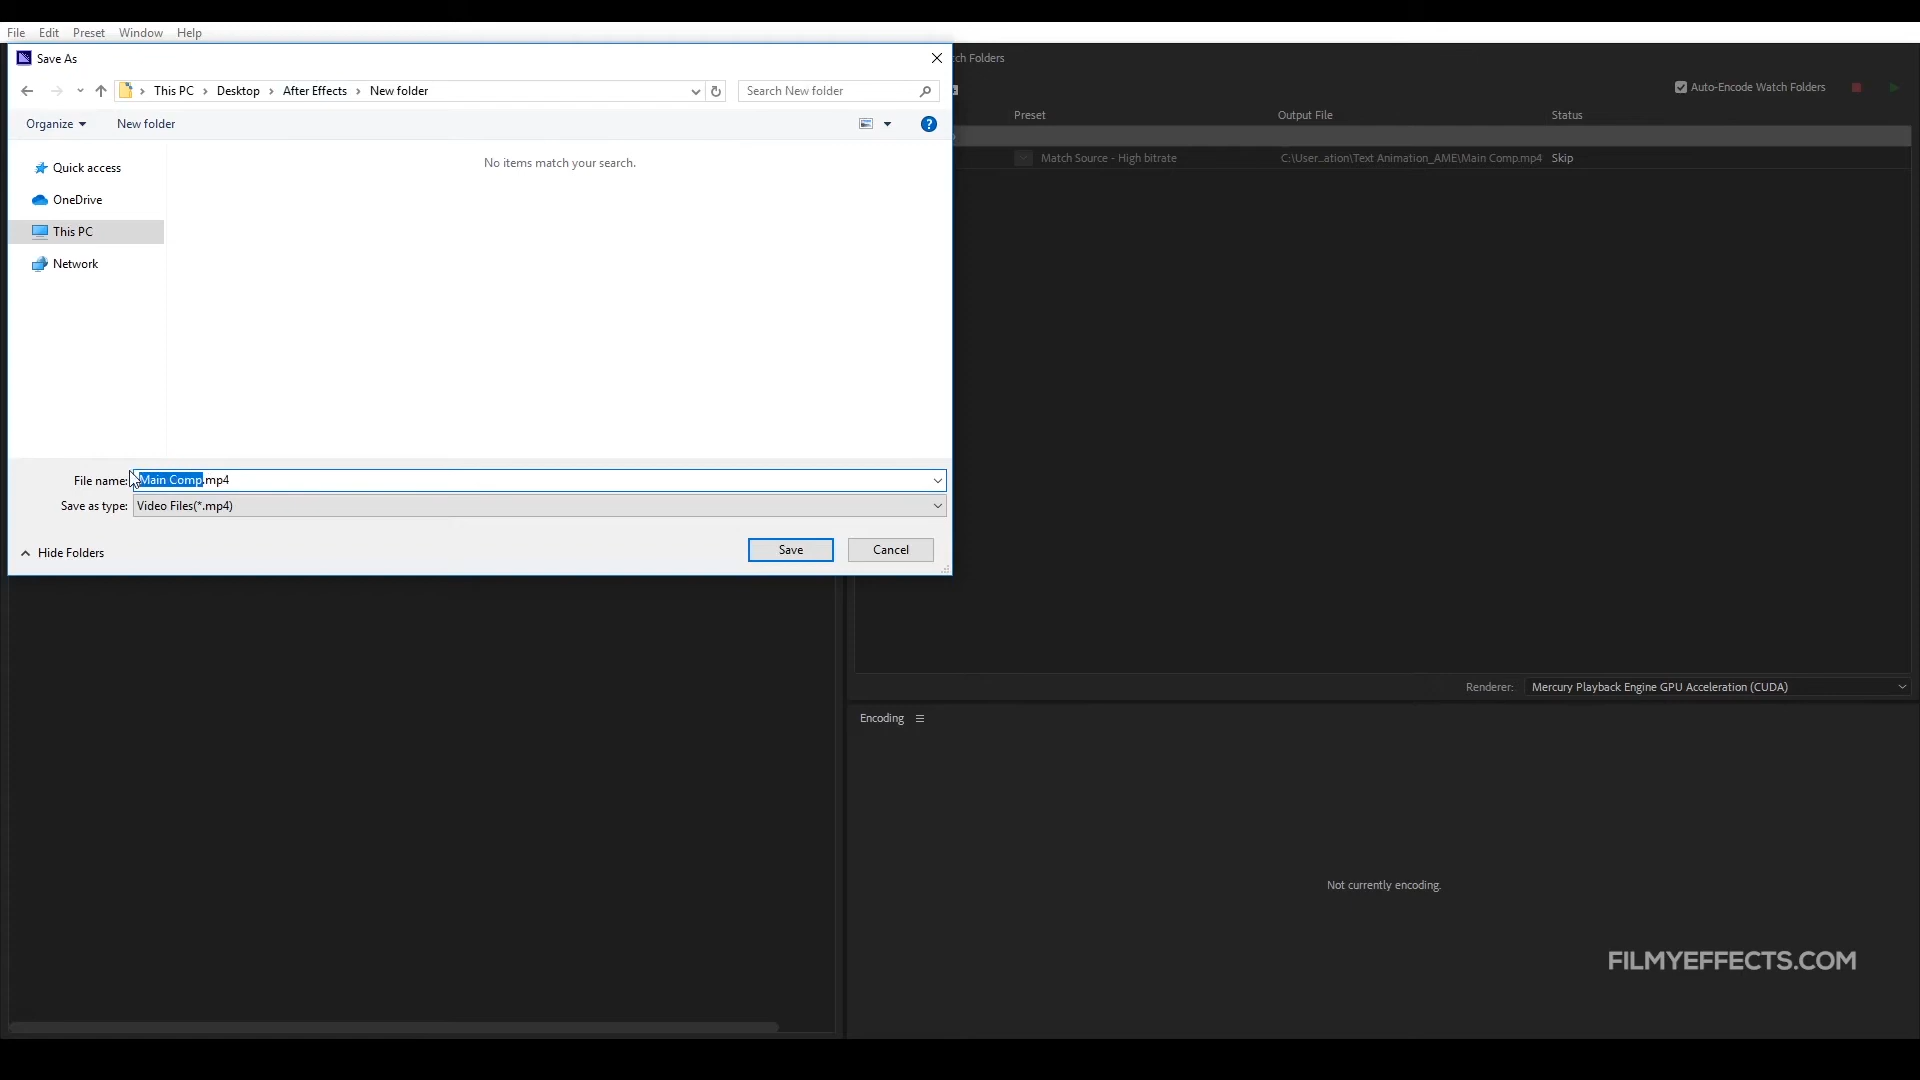 File Edit Preset Window Help
Save As
ch Folders
This PC Desktop After Effects New folder
Search New folder
Auto-Encode Watch Folders
Organize New folder
Preset Output File Status
No items match your search.
Match Source - High bitrate C:\User...ation\Text Animation_AME\Main Comp.mp4 Skip
Quick access
OneDrive
This PC
Network
File name: Main Comp.mp4
Save as type: Video Files(*.mp4)
Hide Folders
Save Cancel
Renderer: Mercury Playback Engine GPU Acceleration (CUDA)
Encoding
Not currently encoding.
FILMYEFFECTS.COM